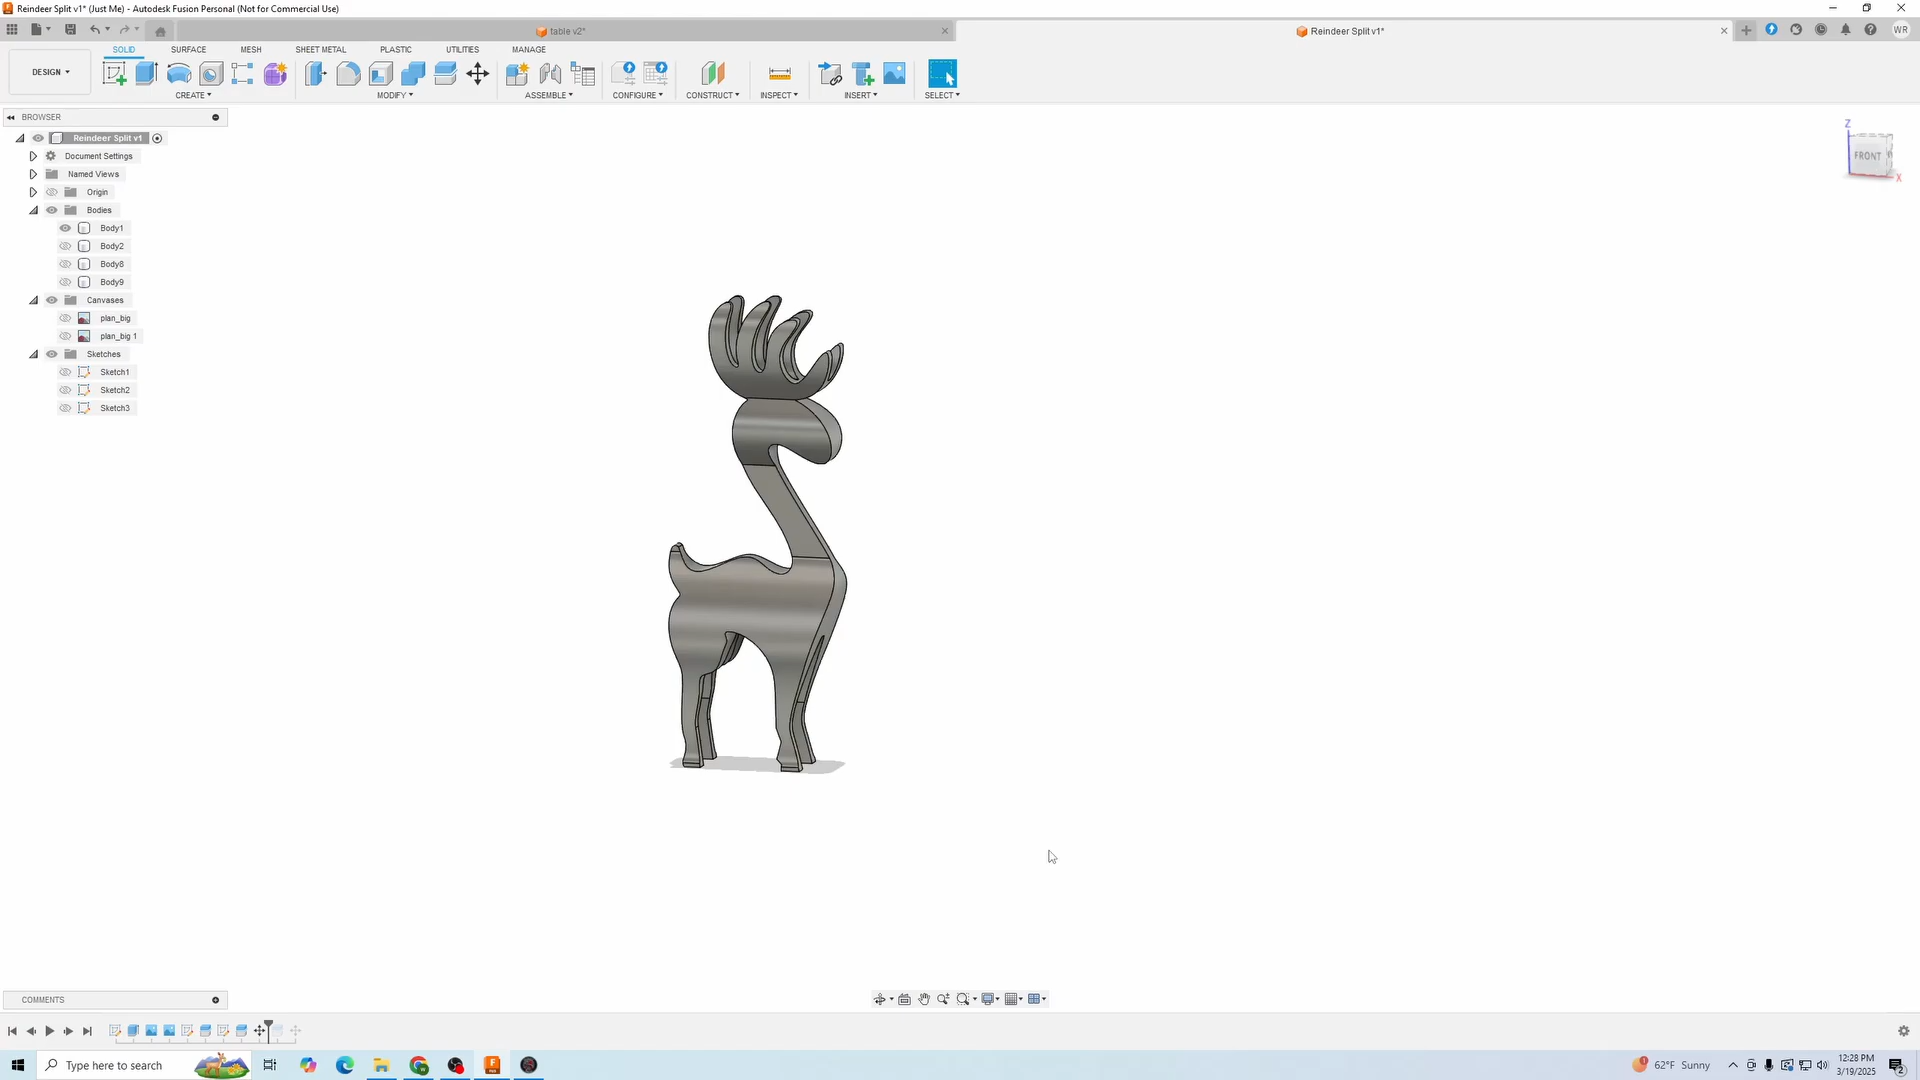 Reindeer Split v1* (Just Me) - Autodesk Fusion Personal (Not for Commercial Use)
table v2*
Reindeer Split v1*
WR
DESIGN
SOLID
SURFACE
MESH
SHEET METAL
PLASTIC
UTILITIES
MANAGE
CREATE
MODIFY
ASSEMBLE
CONFIGURE
CONSTRUCT
INSPECT
INSERT
SELECT
BROWSER
Reindeer Split v1
Document Settings
Named Views
Origin
Bodies
Body1
Body2
Body8
Body9
Canvases
plan_big
plan_big 1
Sketches
Sketch1
Sketch2
Sketch3
Z
FRONT
X
COMMENTS
Type here to search
1
62°F Sunny
12:28 PM
3/19/2025
2